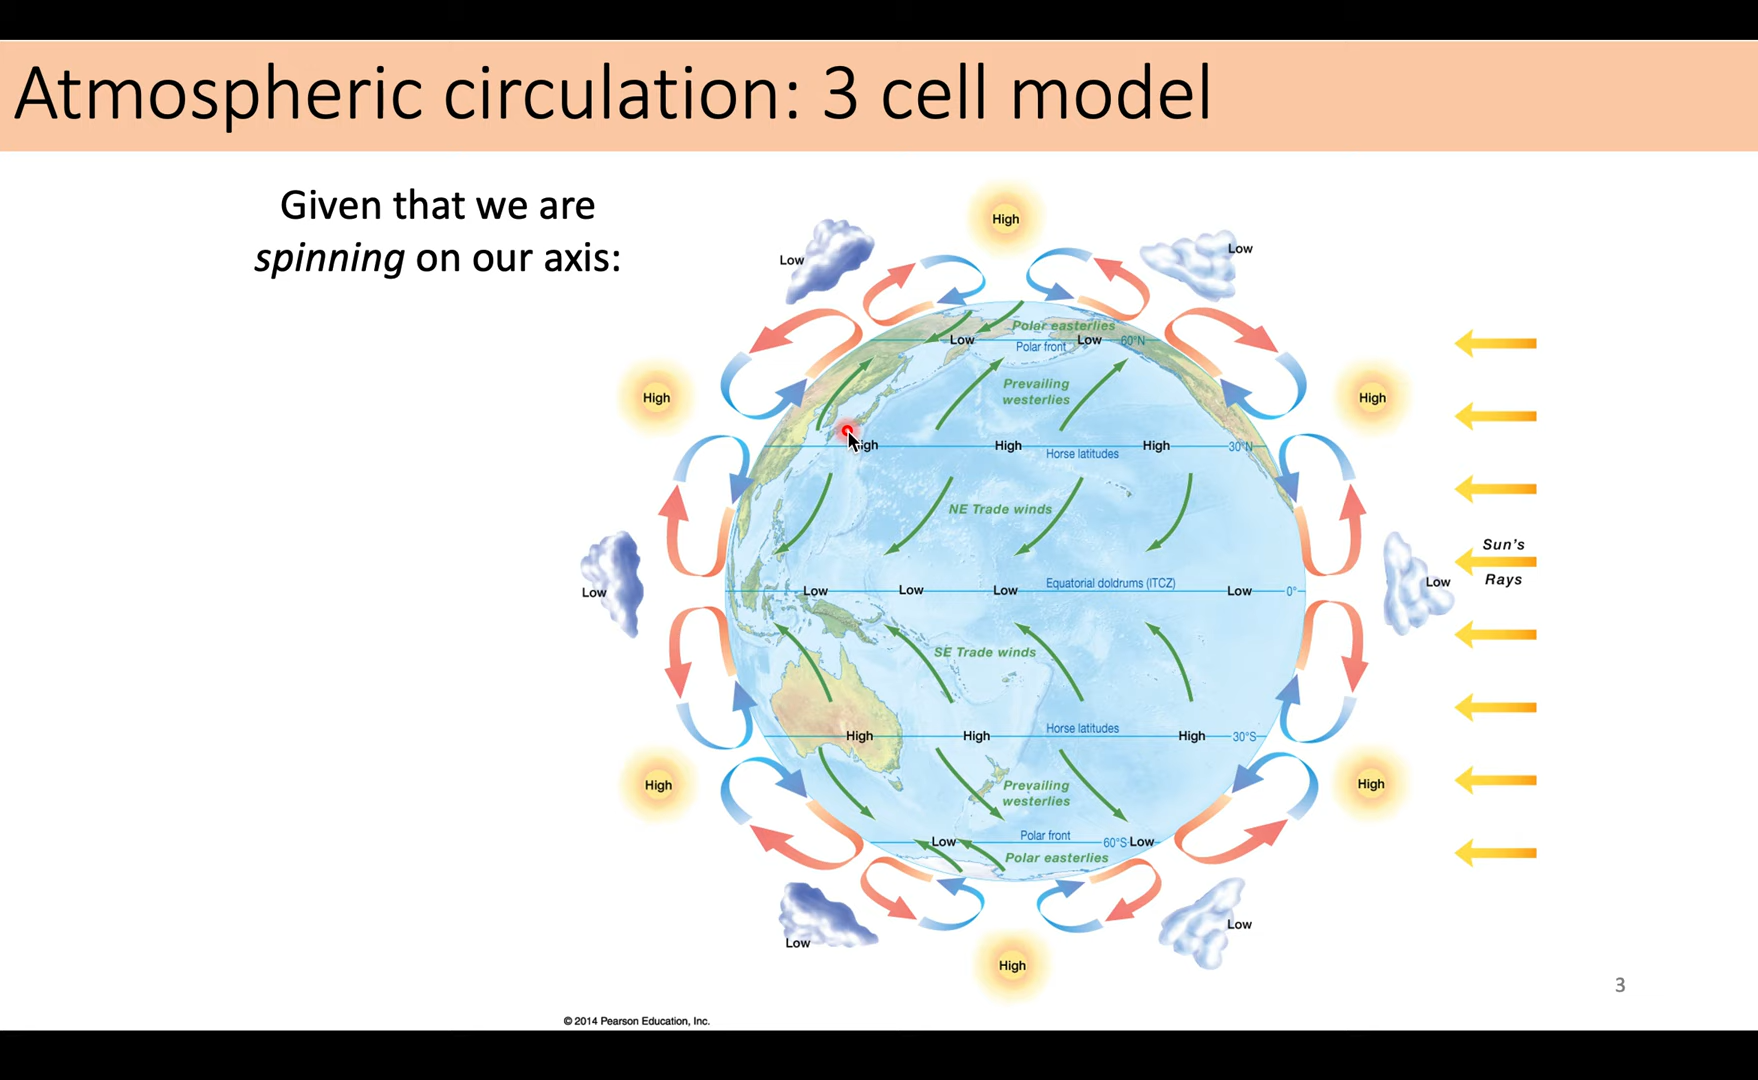 Atmospheric circulation: 3 cell model
Given that we are
spinning on our axis:
High
Low
Low
Polar easterlies
Low
Low
60°N
Polar front
Prevailing
westerlies
High
High
High
High
30°N
Horse latitudes
NE Trade winds
Sun's
Rays
Low
Low
Low
Low
Low
Equatorial doldrums (ITCZ)
Low
0°
SE Trade winds
High
High
Horse latitudes
High
30°S
High
High
Prevailing
westerlies
Low
Polar front
60°S
Low
Polar easterlies
Low
Low
High
3
© 2014 Pearson Education, Inc.